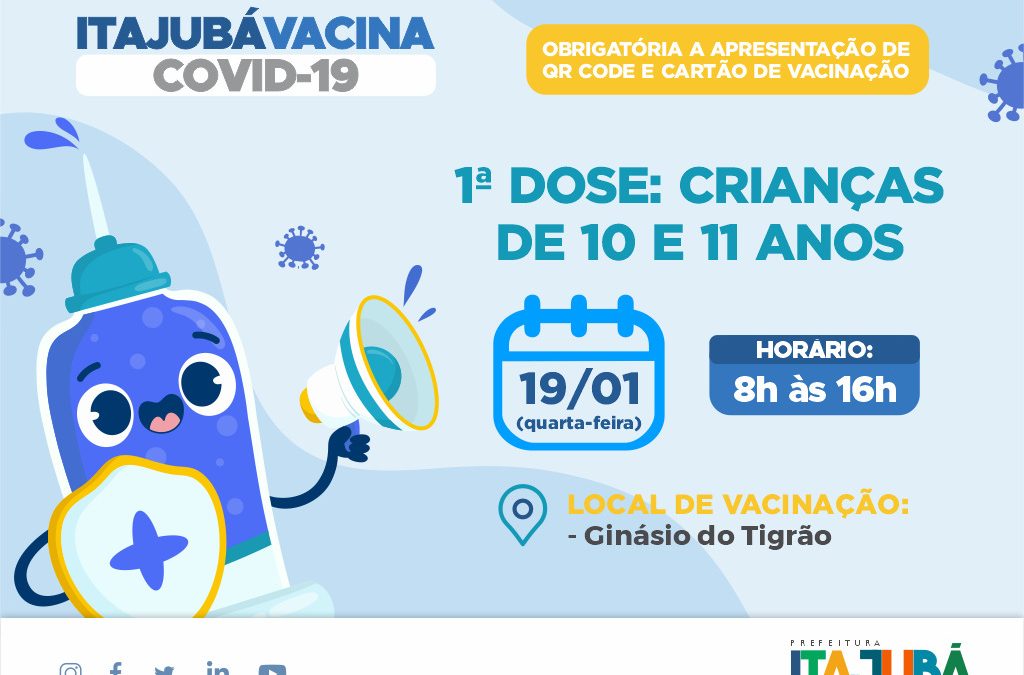 ITAJUBÁVACINA
COVID-19
OBRIGATÓRIA A APRESENTAÇÃO DE
QR CODE E CARTÃO DE VACINAÇÃO
1ª DOSE: CRIANÇAS
DE 10 E 11 ANOS
19/01
(quarta-feira)
HORÁRIO:
8h às 16h
LOCAL DE VACINAÇÃO:
- Ginásio do Tigrão
PREFEITURA
ITAJUBÁ